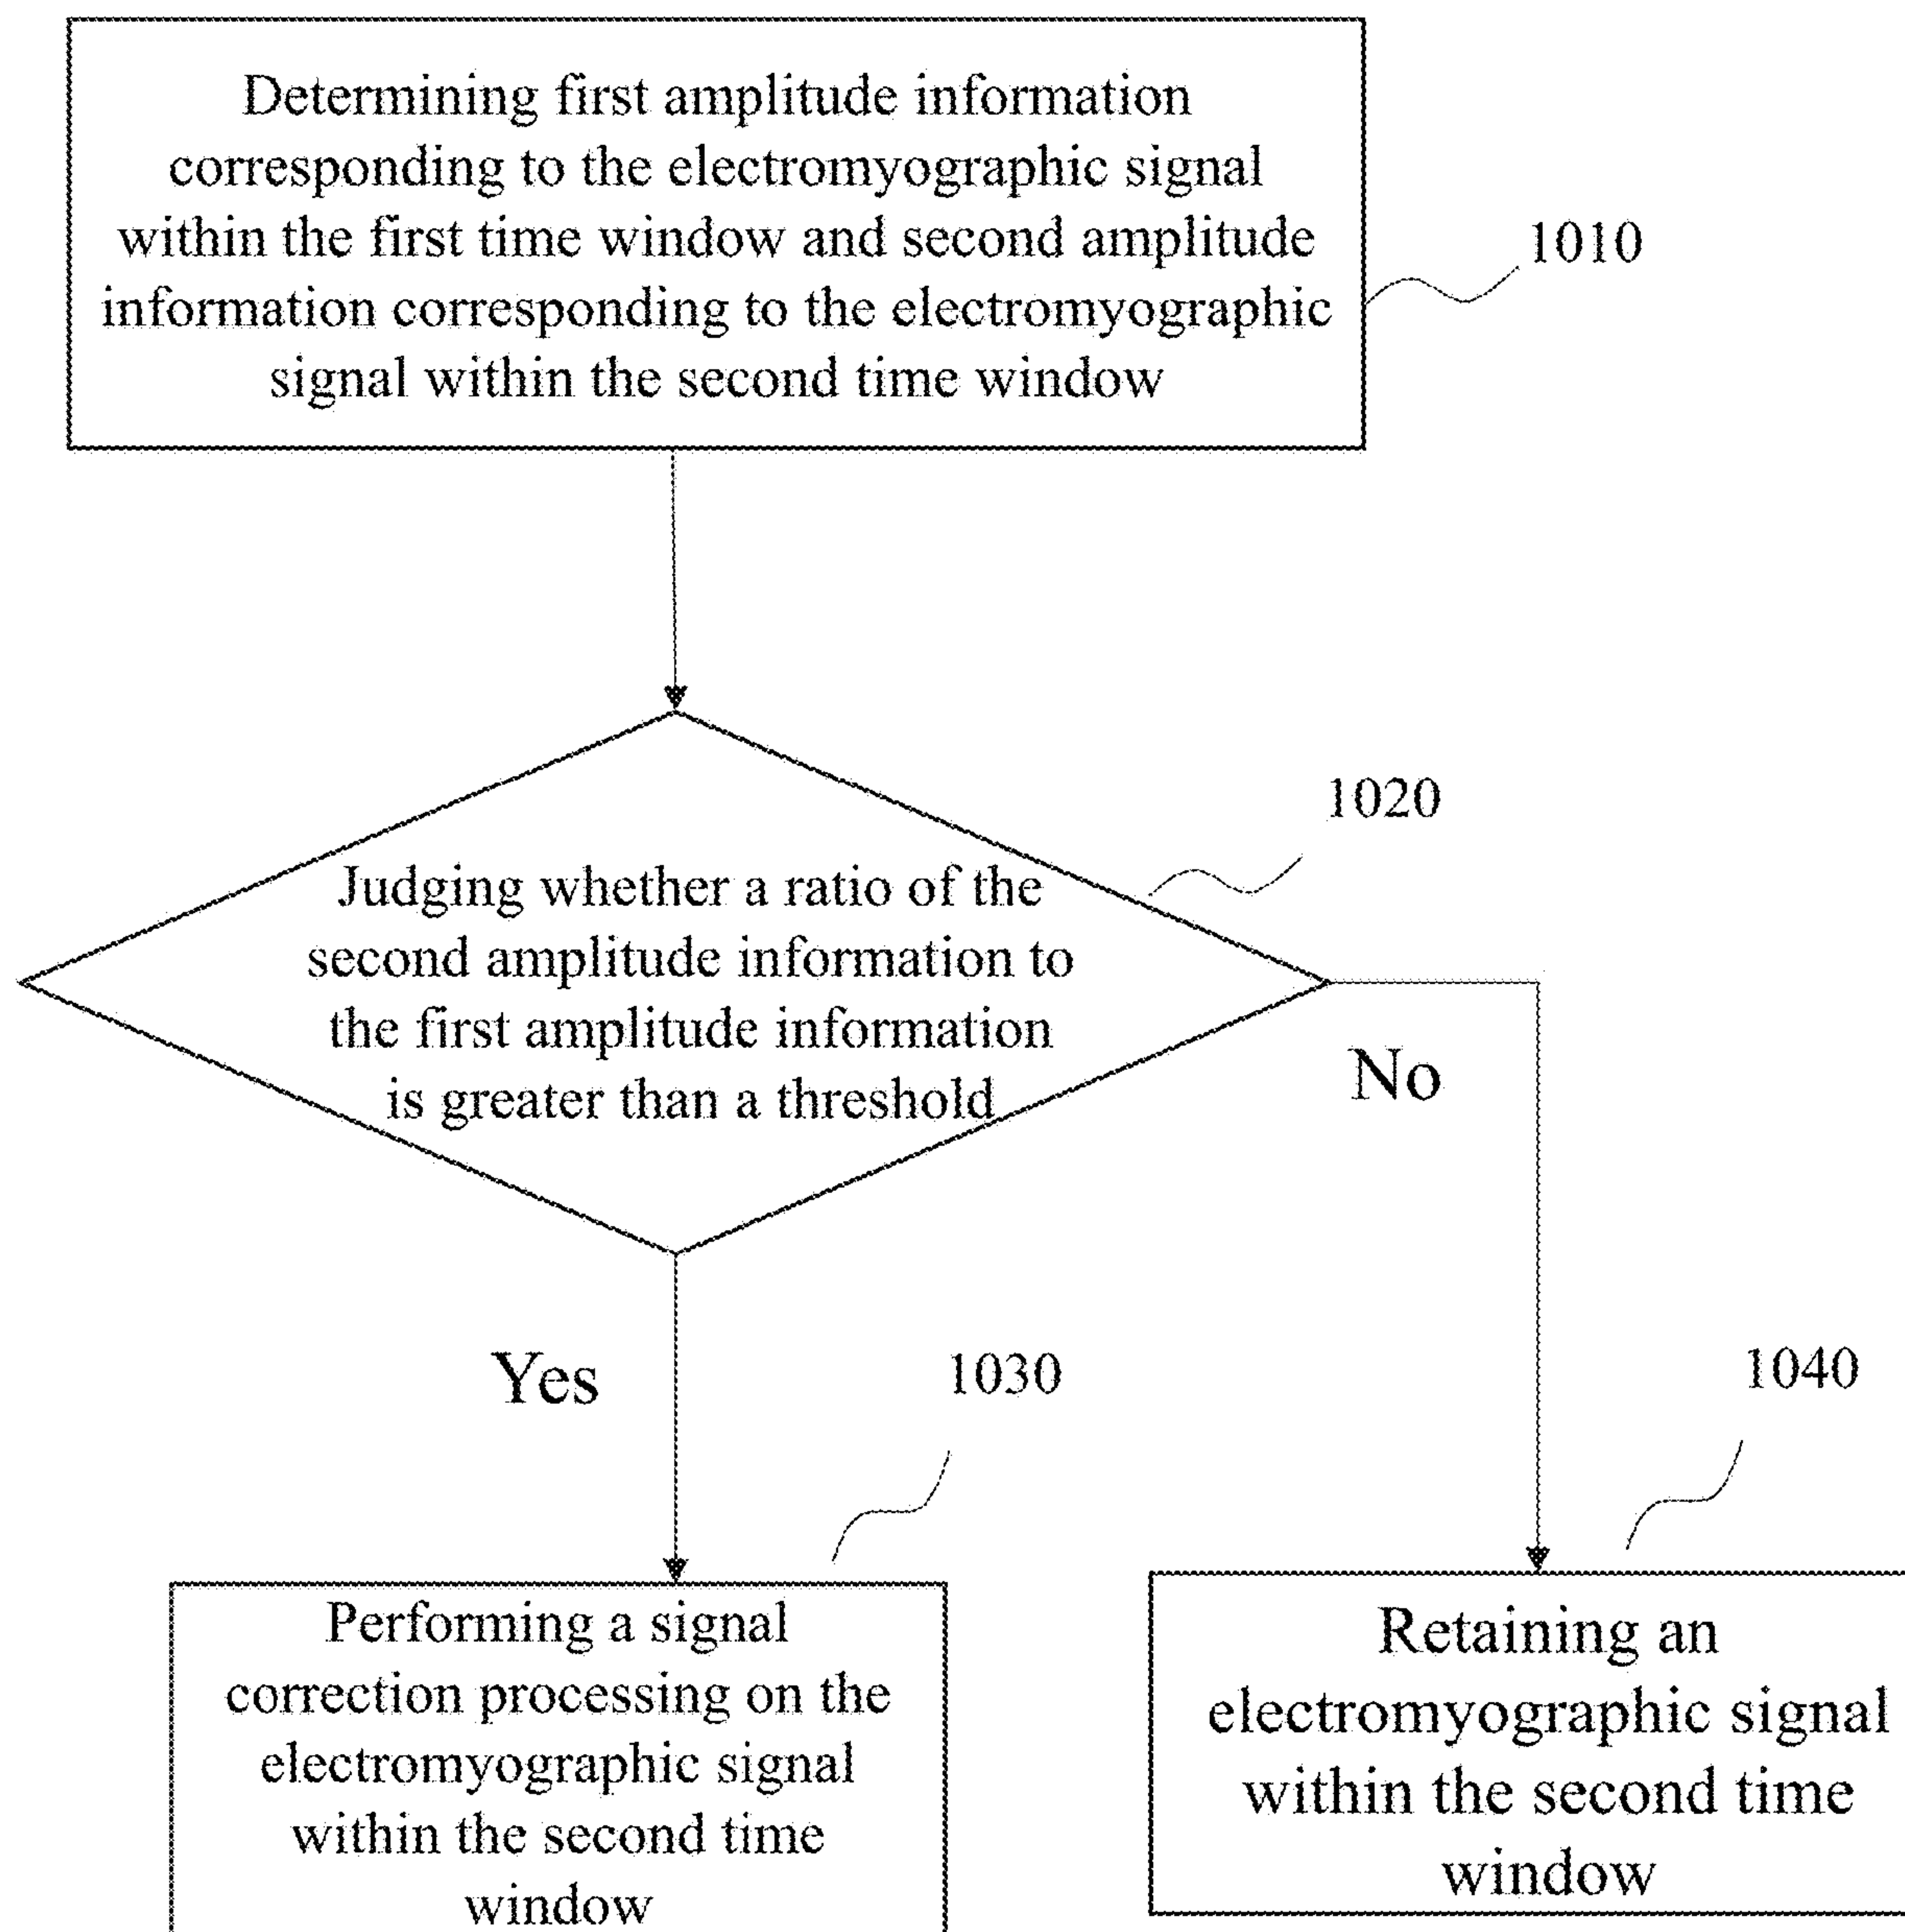 Determining first amplitude information
corresponding to the electromyographic signal
within the first time window and second amplitude
information corresponding to the electromyographic
signal within the second time window
1010
1020
Judging whether a ratio of the
second amplitude information to
the first amplitude information
is greater than a threshold
No
Yes
1030
1040
Performing a signal
correction processing on the
electromyographic signal
within the second time
window
Retaining an
electromyographic signal
within the second time
window